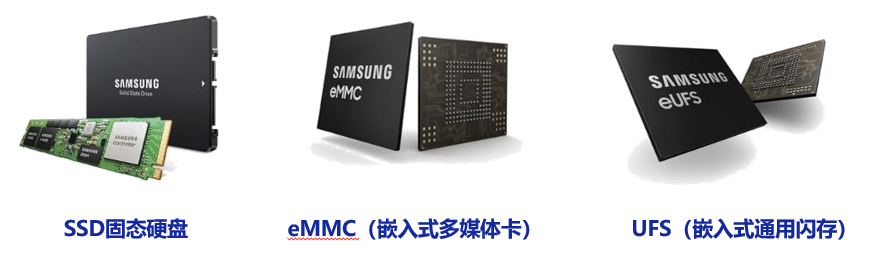 SAMSUNG
Solid State Drive
SAMSUNG
Controller
SAMSUNG
eMMC
SAMSUNG
eUFS
SSD固态硬盘
eMMC（嵌入式多媒体卡）
UFS（嵌入式通用闪存）